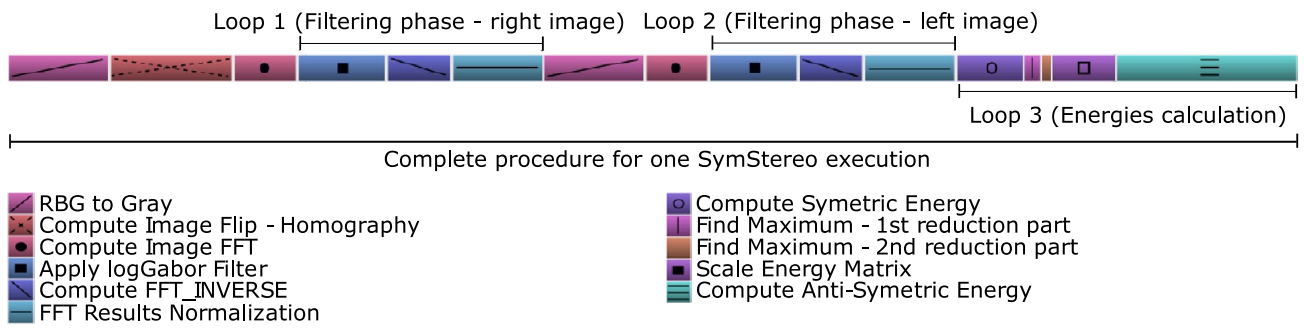 Loop 1 (Filtering phase - right image) Loop 2 (Filtering phase - left image)
Loop 3 (Energies calculation)
Complete procedure for one SymStereo execution
RBG to Gray
Compute Image Flip - Homography
Compute Image FFT
Apply logGabor Filter
Compute FFT_INVERSE
FFT Results Normalization
Compute Symetric Energy
Find Maximum - 1st reduction part
Find Maximum - 2nd reduction part
Scale Energy Matrix
Compute Anti-Symetric Energy